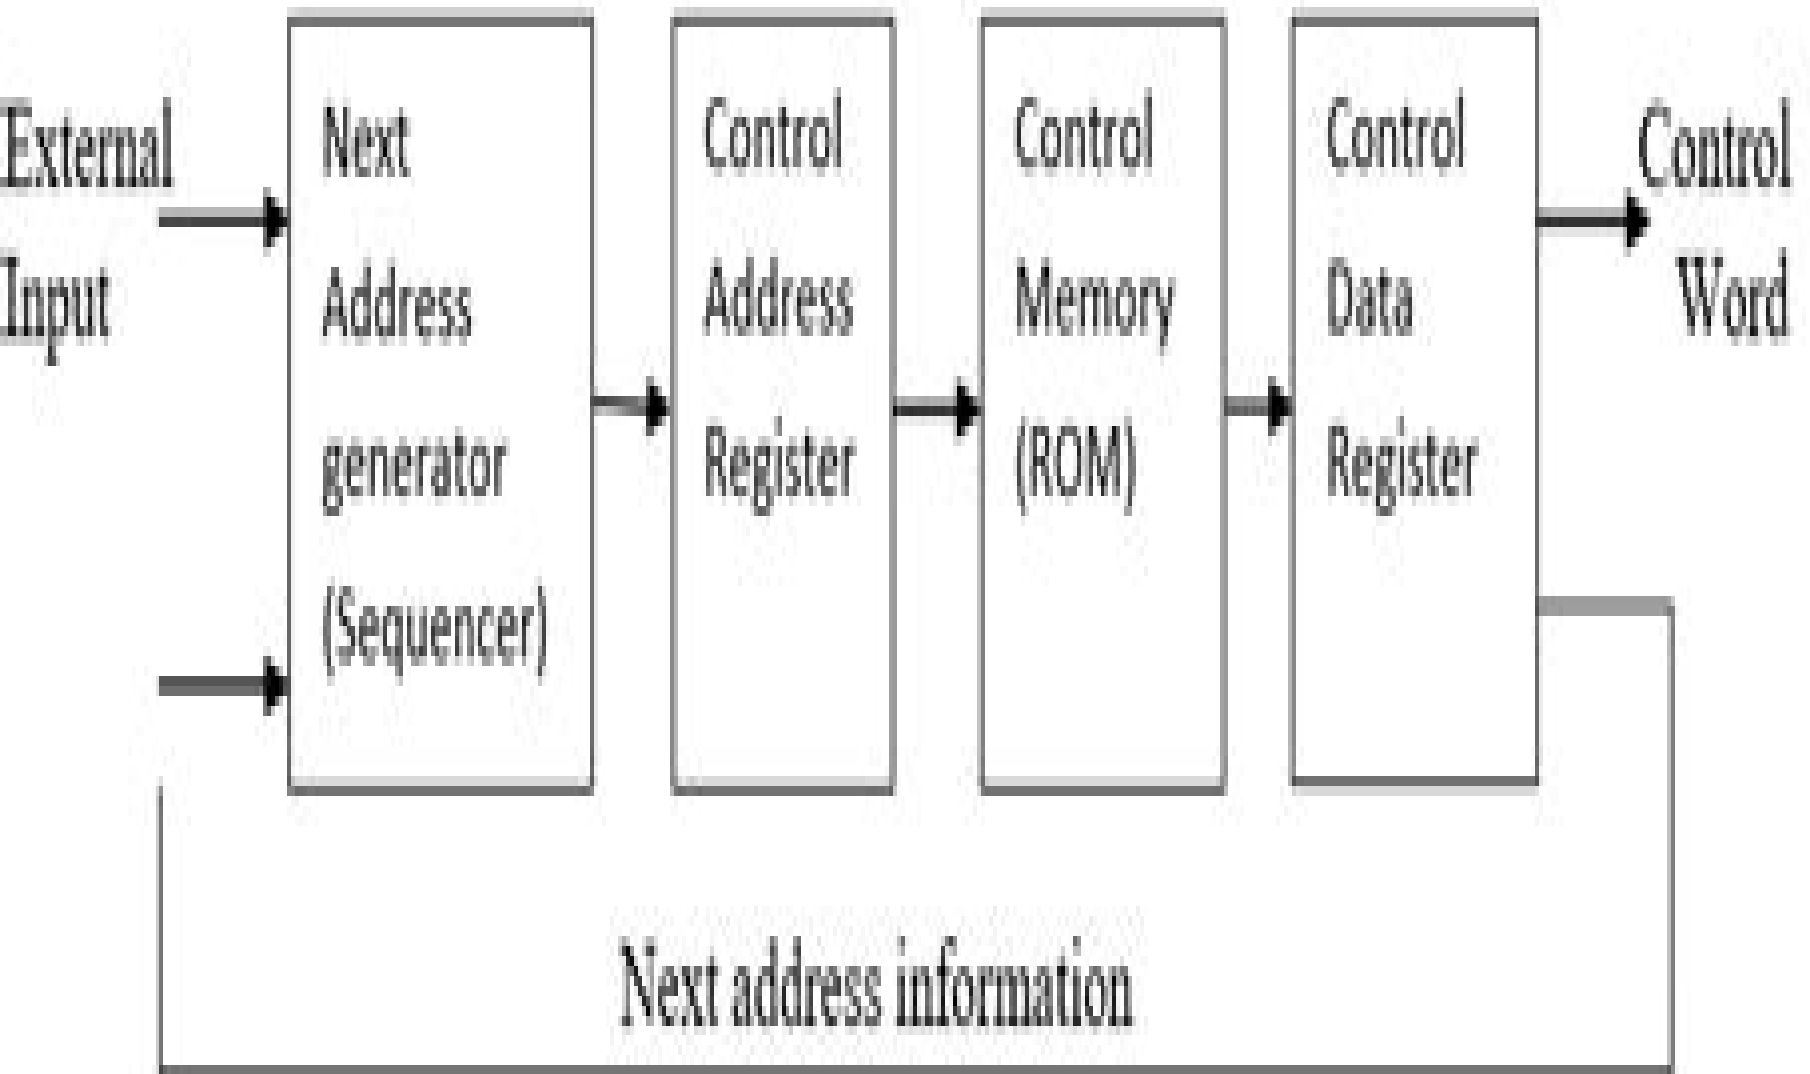 External
Input
Next
Address
generator
(Sequencer)
Control
Address
Register
Control
Memory
(ROM)
Control
Data
Register
Control
Word
Next address information